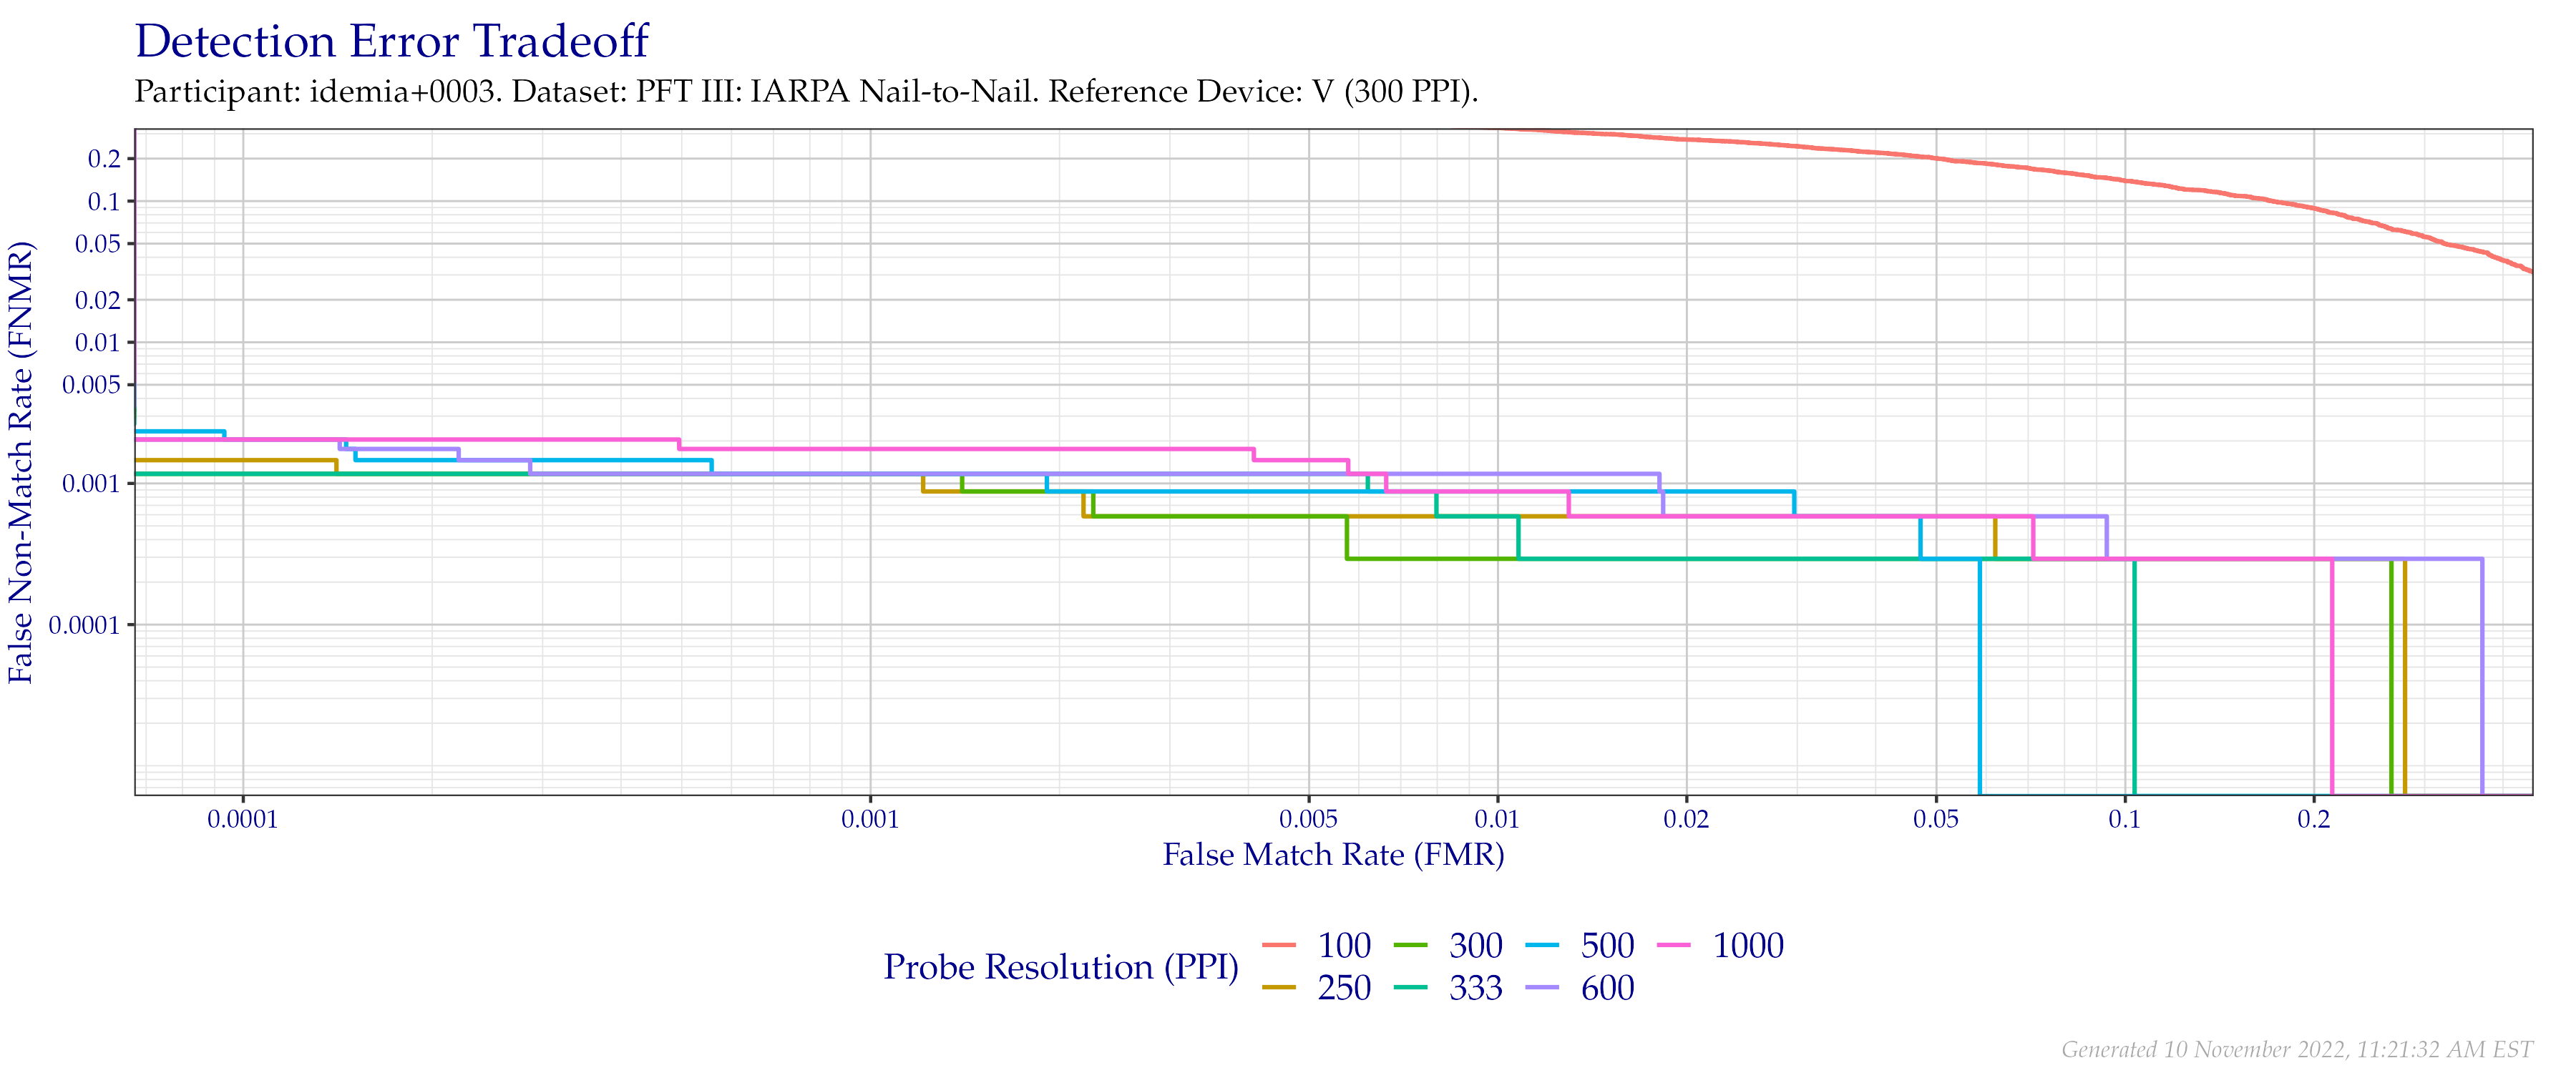 Detection Error Tradeoff
Participant: idemia+0003. Dataset: PFT III: IARPA Nail-to-Nail. Reference Device: V (300 PPI).
False Non-Match Rate (FNMR)
0.2
0.1
0.05
0.02
0.01
0.005
0.001
0.0001
0.0001 0.001 0.005 0.01 0.02 0.05 0.1 0.2
False Match Rate (FMR)
Probe Resolution (PPI)
100 300 500 1000
250 333 600
Generated 10 November 2022, 11:21:32 AM EST